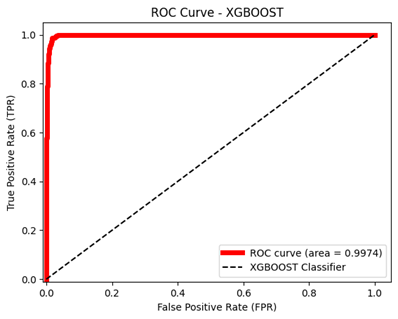 ROC Curve - XGBOOST
1.0
0.8
0.6
0.4
0.2
0.0
True Positive Rate (TPR)
ROC curve (area = 0.9974)
XGBOOST Classifier
0.0 0.2 0.4 0.6 0.8 1.0
False Positive Rate (FPR)